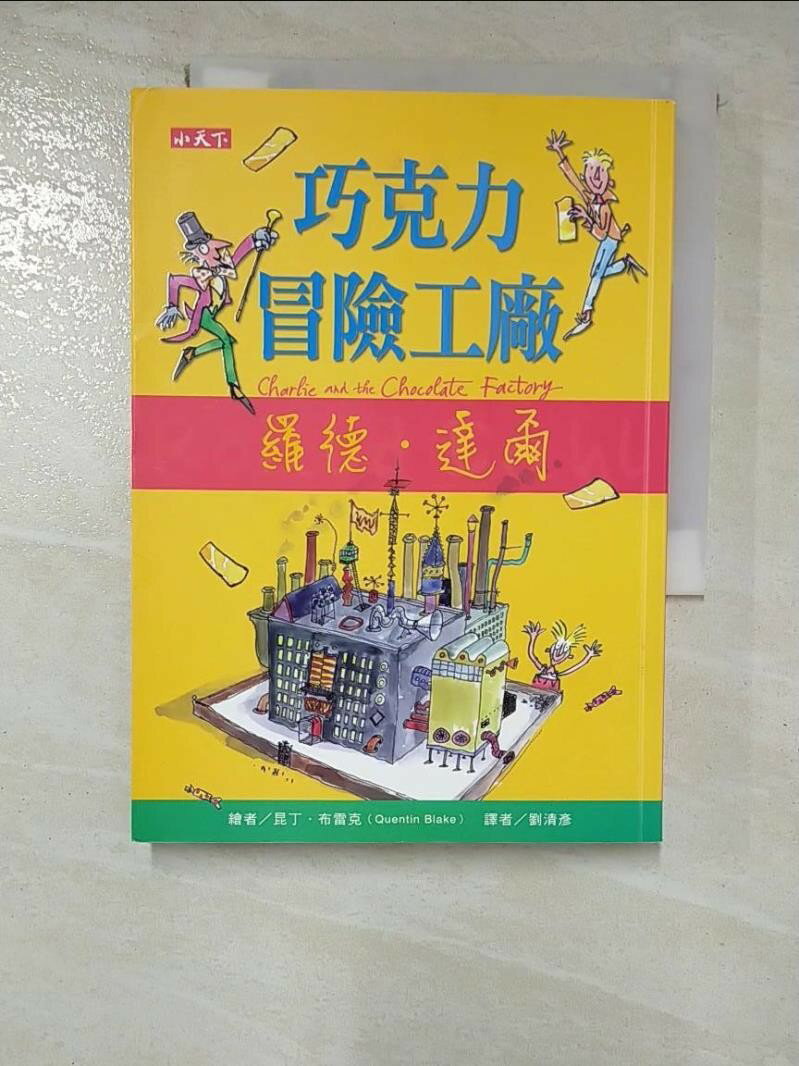 小天下
巧克力
冒險工廠
Charlie and the Chocolate Factory
羅德・達爾
繪者／昆丁・布雷克（Quentin Blake） 譯者／劉清彥